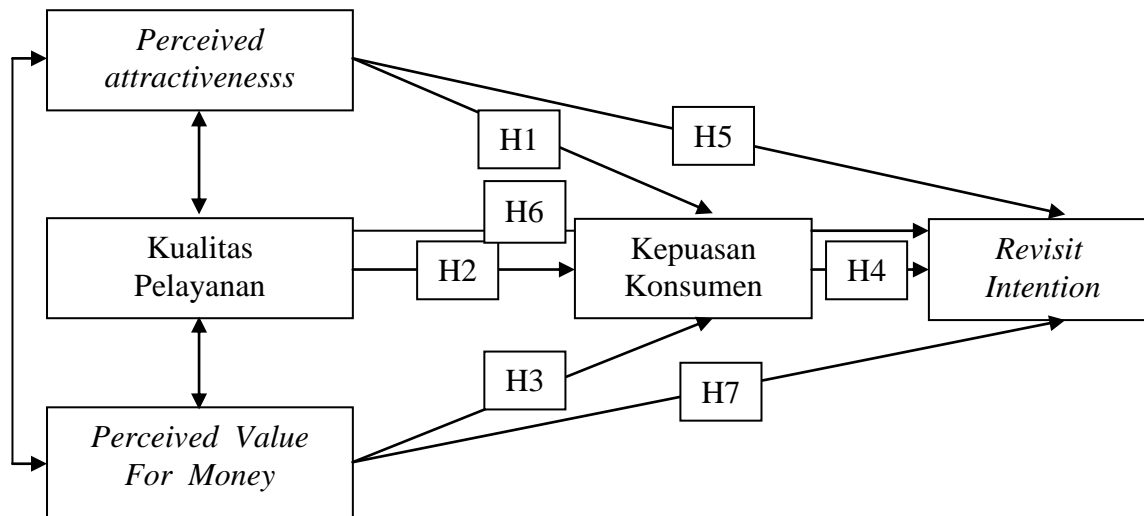 Perceived
attractivenesss
H1
H5
H6
Kualitas
Pelayanan
H2
Kepuasan
Konsumen
H4
Revisit
Intention
H3
H7
Perceived Value
For Money